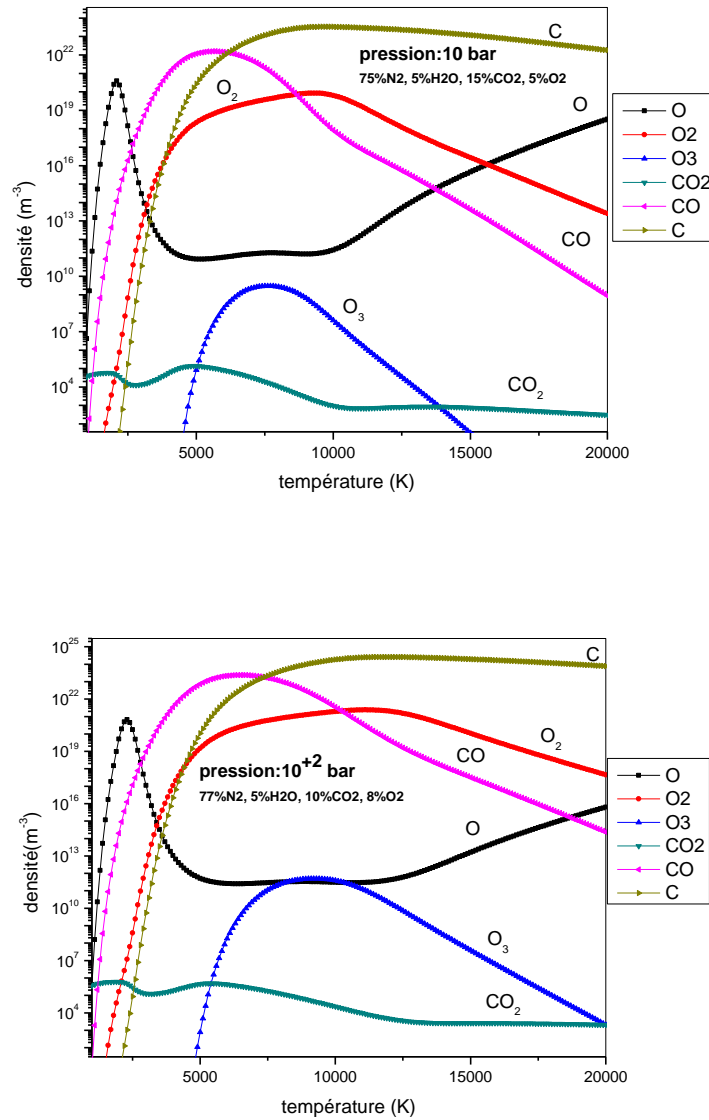 C
pression:10 bar
75%N2, 5%H2O, 15%CO2, 5%O2
O₂
O
CO
O₃
CO₂
10²²
10¹⁹
10¹⁶
10¹³
10¹⁰
10⁷
10⁴
densité (m⁻³)
5000 10000 15000 20000
température (K)
O
O2
O3
CO2
CO
C
10²⁵
10²²
10¹⁹
10¹⁶
10¹³
10¹⁰
10⁷
10⁴
densité(m⁻³)
C
O₂
CO
pression:10⁺² bar
77%N2, 5%H2O, 10%CO2, 8%O2
O
O₃
CO₂
5000 10000 15000 20000
température (K)
O
O2
O3
CO2
CO
C